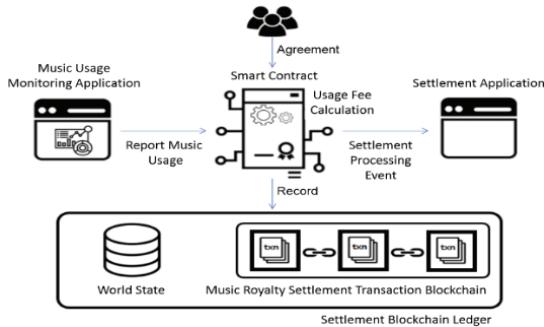 Agreement
Music Usage
Monitoring Application
Smart Contract
Settlement Application
Usage Fee
Calculation
Report Music
Usage
Settlement
Processing
Event
Record
txn
txn
txn
World State
Music Royalty Settlement Transaction Blockchain
Settlement Blockchain Ledger